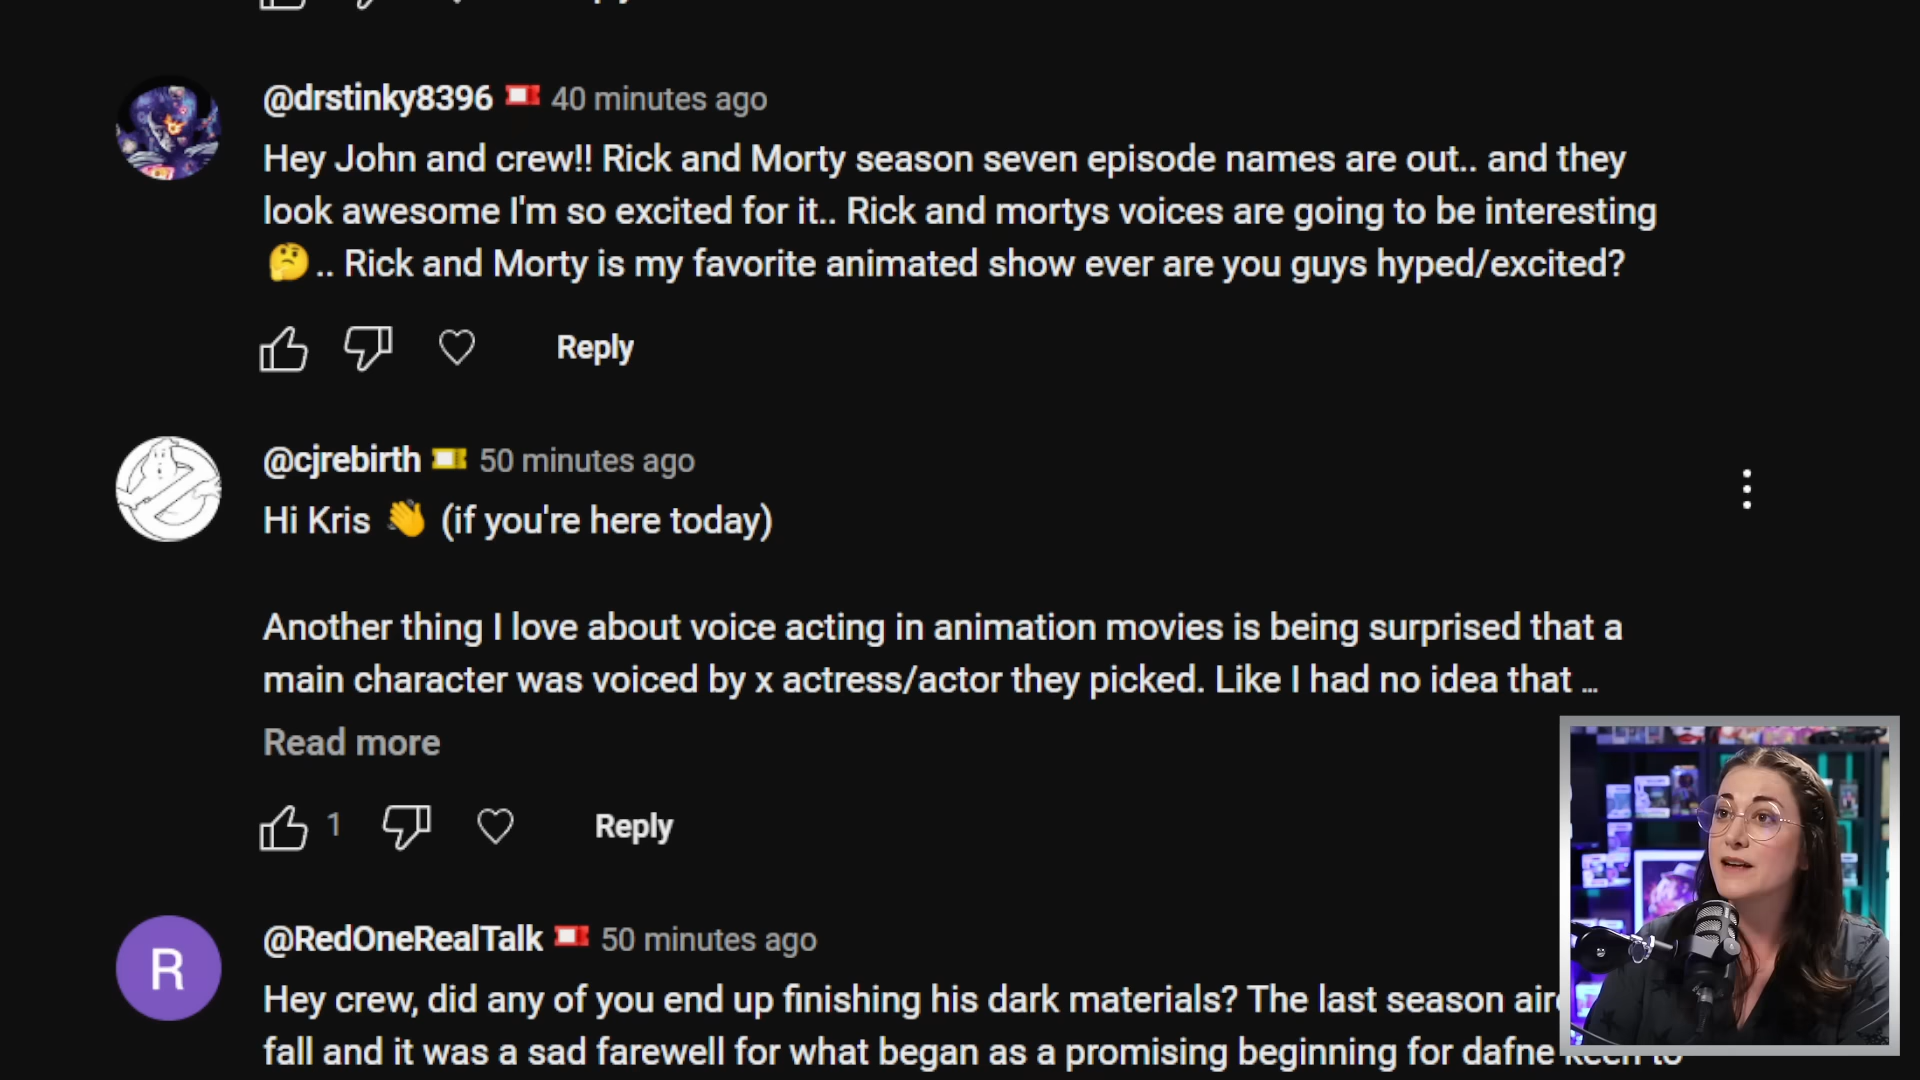 Reply
@drstinky8396 40 minutes ago
Hey John and crew!! Rick and Morty season seven episode names are out.. and they
look awesome I'm so excited for it.. Rick and mortys voices are going to be interesting
🤔.. Rick and Morty is my favorite animated show ever are you guys hyped/excited?
Reply
@cjrebirth 50 minutes ago
Hi Kris 👋 (if you're here today)
Another thing I love about voice acting in animation movies is being surprised that a
main character was voiced by x actress/actor they picked. Like I had no idea that ...
Read more
1 Reply
R
@RedOneRealTalk 50 minutes ago
Hey crew, did any of you end up finishing his dark materials? The last season
fall and it was a sad farewell for what began as a promising beginning for dafne keen to